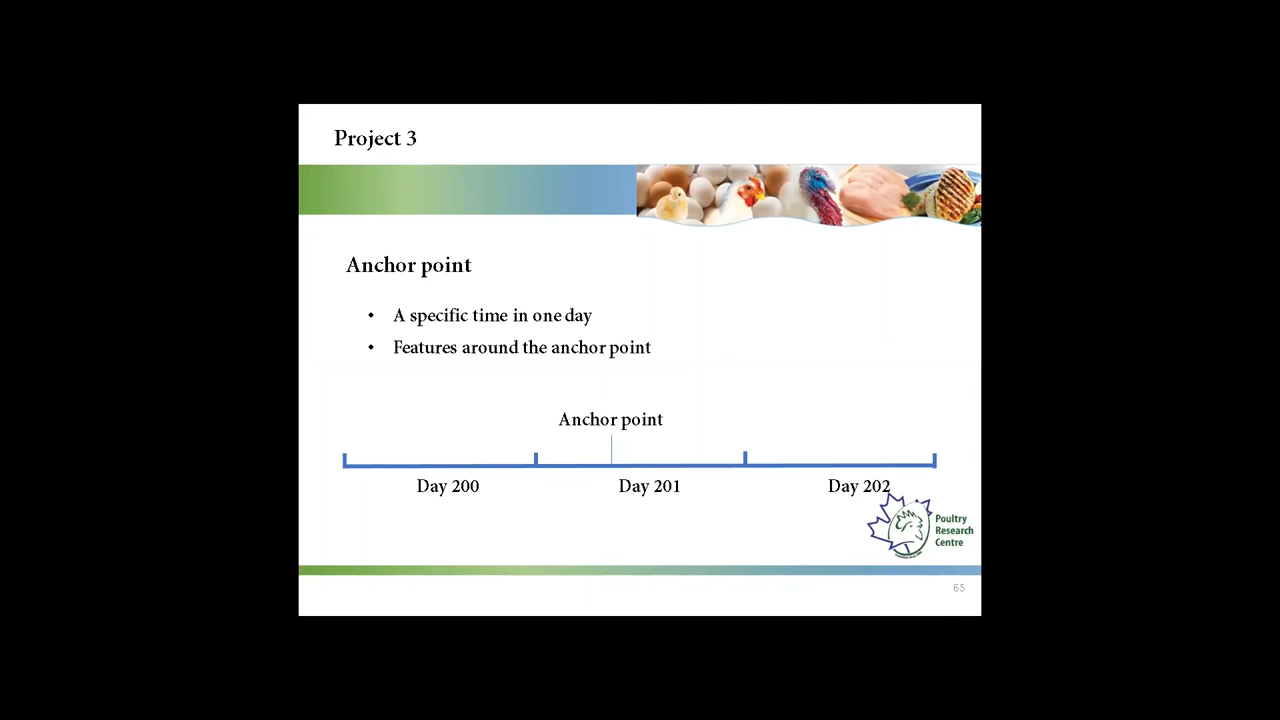 Project 3
Anchor point
• A specific time in one day
• Features around the anchor point
Anchor point
Day 200 Day 201 Day 202
Poultry
Research
Centre
65